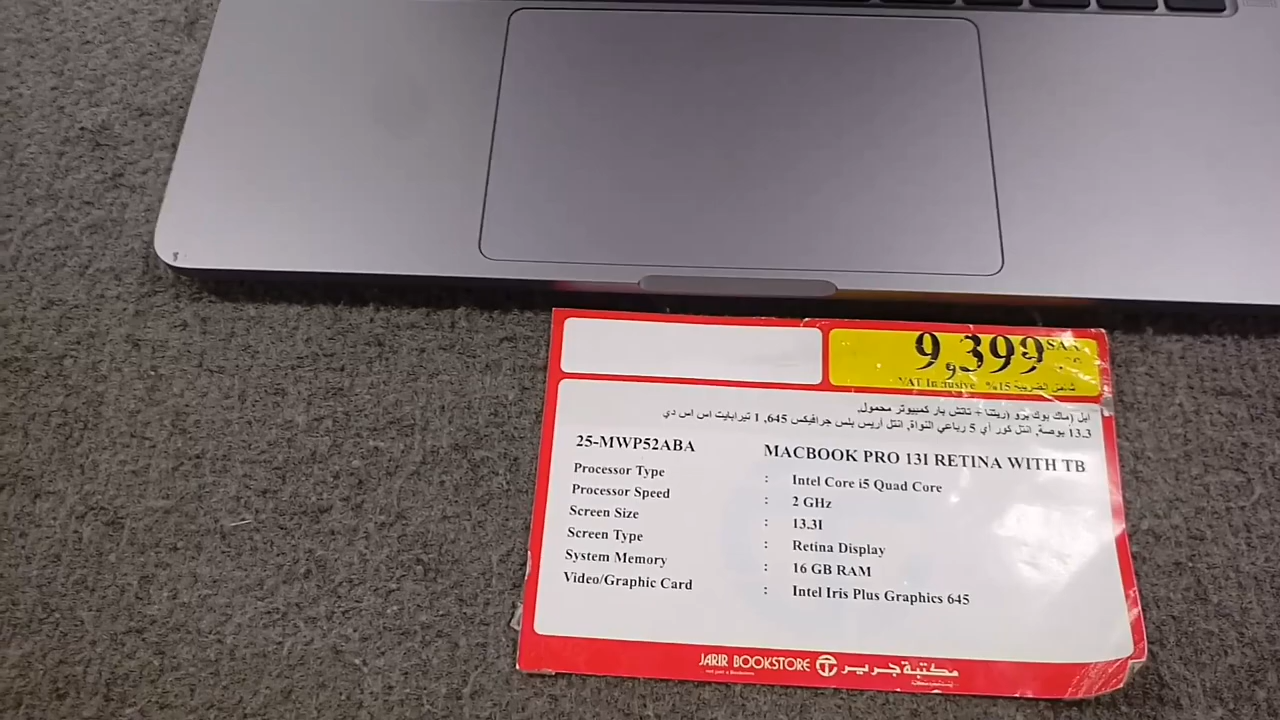 9,399 SAR
VAT Inclusive شامل الضريبة 15%
ابل (ماك بوك برو (ريتنا + تاتش بار كمبيوتر محمول,
13.3 بوصة, انتل كور أي 5 رباعي النواة, انتل أريس بلس جرافيكس 645, 1 تيرابايت اس اس دي
25-MWP52ABA MACBOOK PRO 13I RETINA WITH TB
Processor Type : Intel Core i5 Quad Core
Processor Speed : 2 GHz
Screen Size : 13.3I
Screen Type : Retina Display
System Memory : 16 GB RAM
Video/Graphic Card : Intel Iris Plus Graphics 645
JARIR BOOKSTORE مكتبة جرير
not just a Bookstore